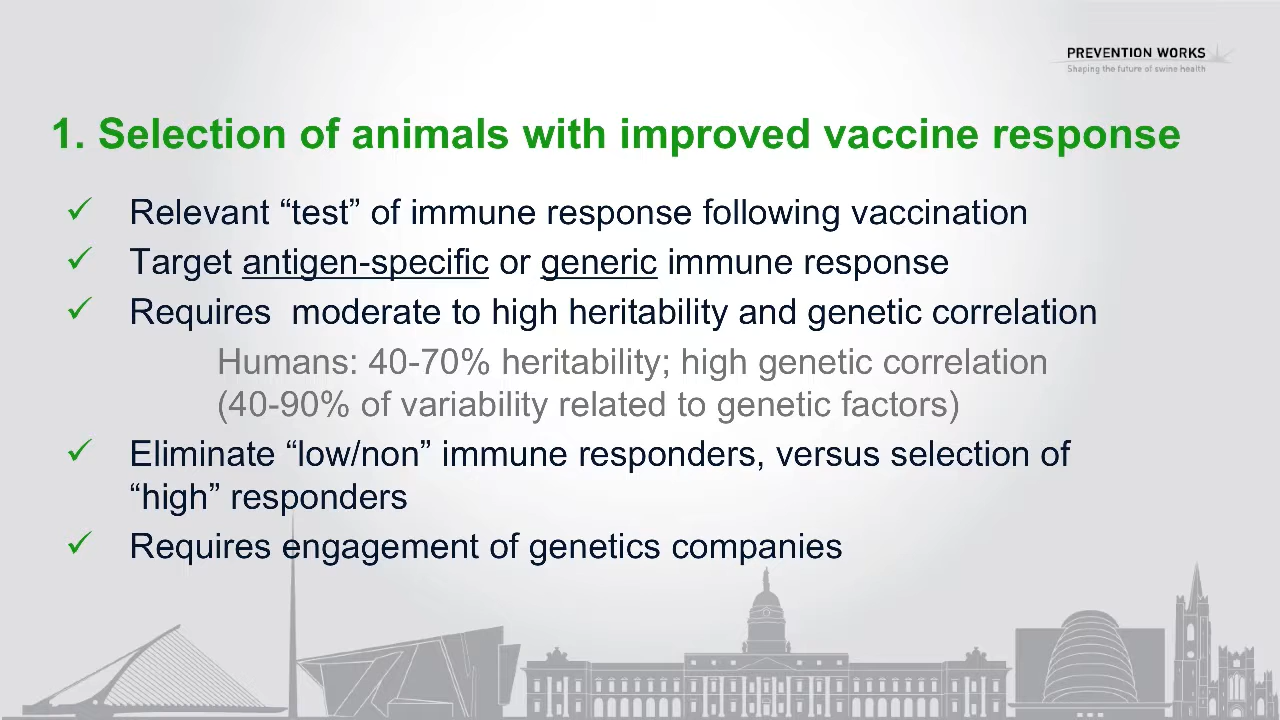 PREVENTION WORKS
Shaping the future of swine health
1. Selection of animals with improved vaccine response
✓ Relevant “test” of immune response following vaccination
✓ Target antigen-specific or generic immune response
✓ Requires  moderate to high heritability and genetic correlation
Humans: 40-70% heritability; high genetic correlation
(40-90% of variability related to genetic factors)
✓ Eliminate “low/non” immune responders, versus selection of
“high” responders
✓ Requires engagement of genetics companies